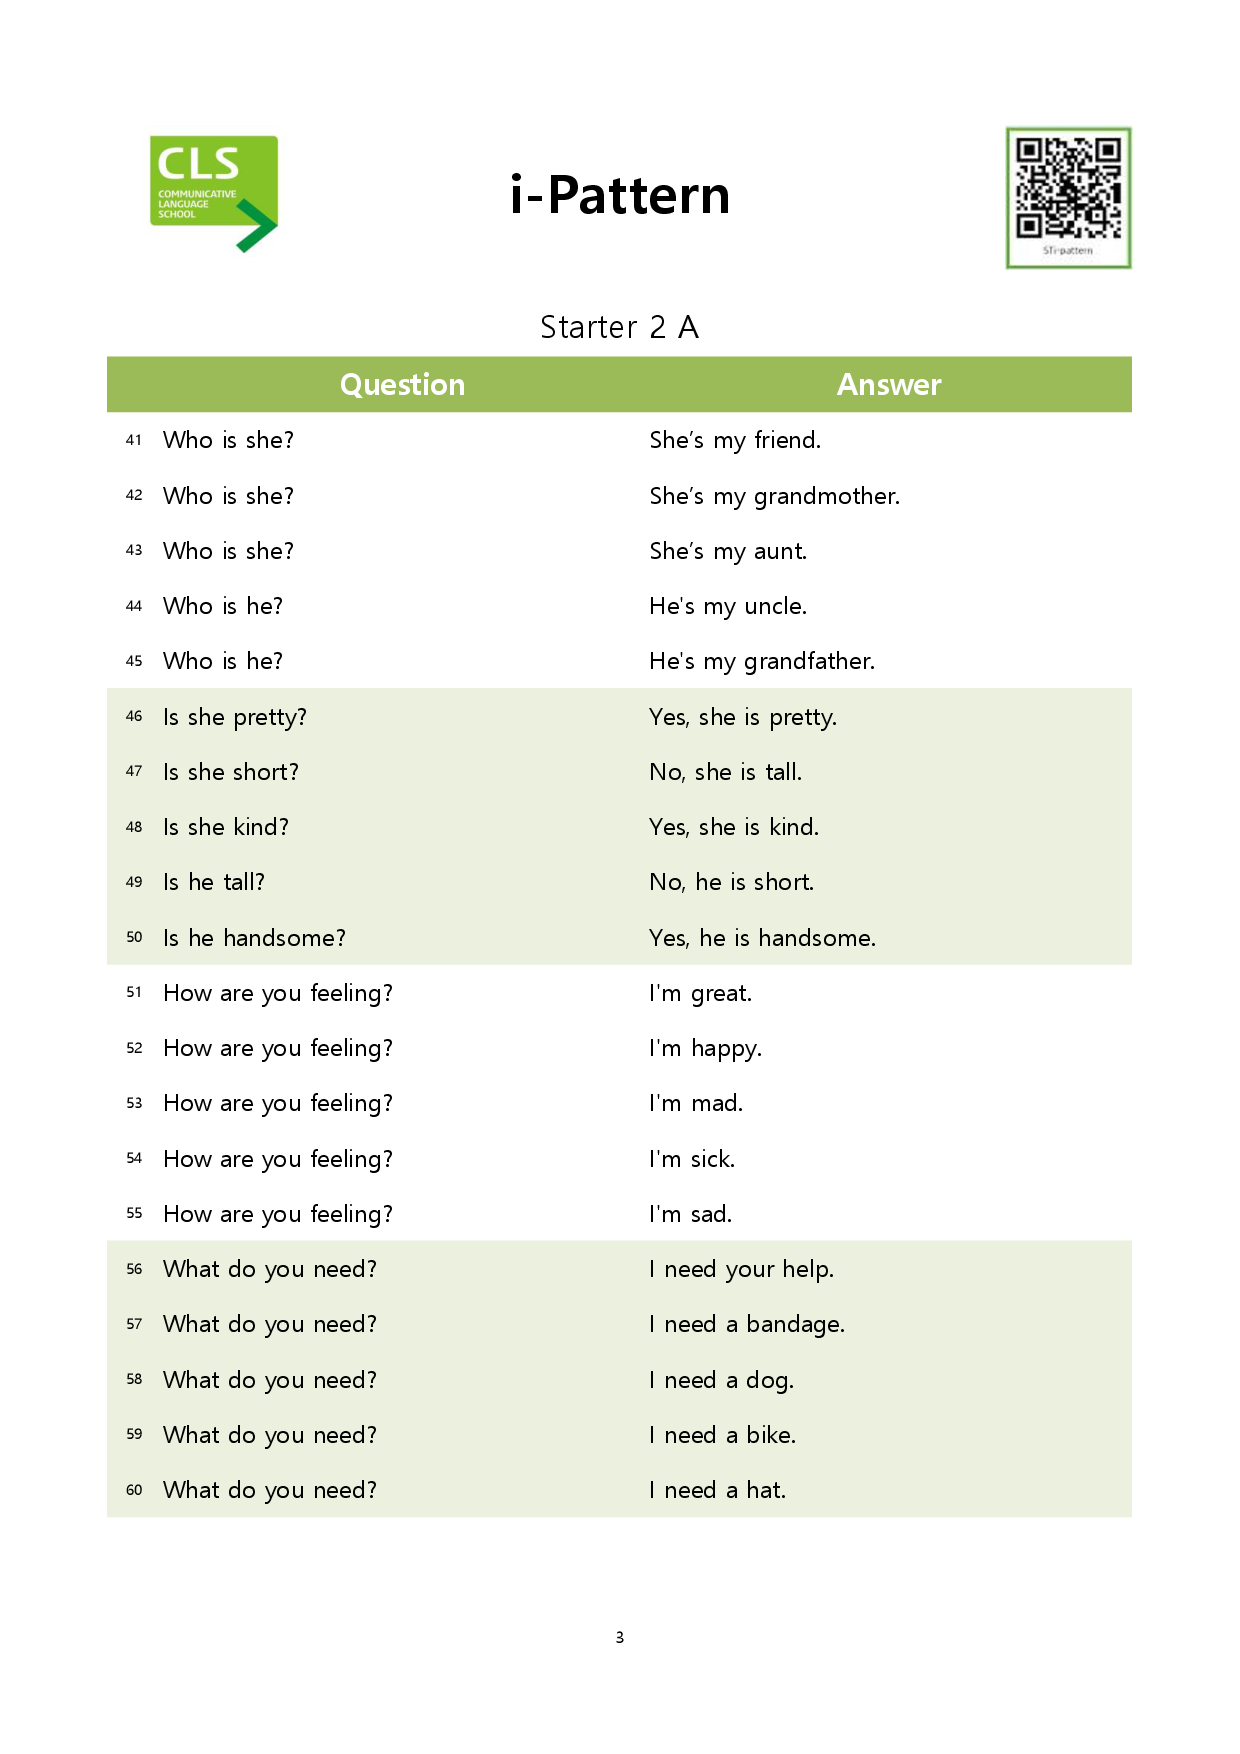 CLS
COMMUNICATIVE
LANGUAGE
SCHOOL
i-Pattern
STi-pattern
Starter 2 A
Question Answer
41 Who is she? She’s my friend.
42 Who is she? She’s my grandmother.
43 Who is she? She’s my aunt.
44 Who is he? He's my uncle.
45 Who is he? He's my grandfather.
46 Is she pretty? Yes, she is pretty.
47 Is she short? No, she is tall.
48 Is she kind? Yes, she is kind.
49 Is he tall? No, he is short.
50 Is he handsome? Yes, he is handsome.
51 How are you feeling? I'm great.
52 How are you feeling? I'm happy.
53 How are you feeling? I'm mad.
54 How are you feeling? I'm sick.
55 How are you feeling? I'm sad.
56 What do you need? I need your help.
57 What do you need? I need a bandage.
58 What do you need? I need a dog.
59 What do you need? I need a bike.
60 What do you need? I need a hat.
3